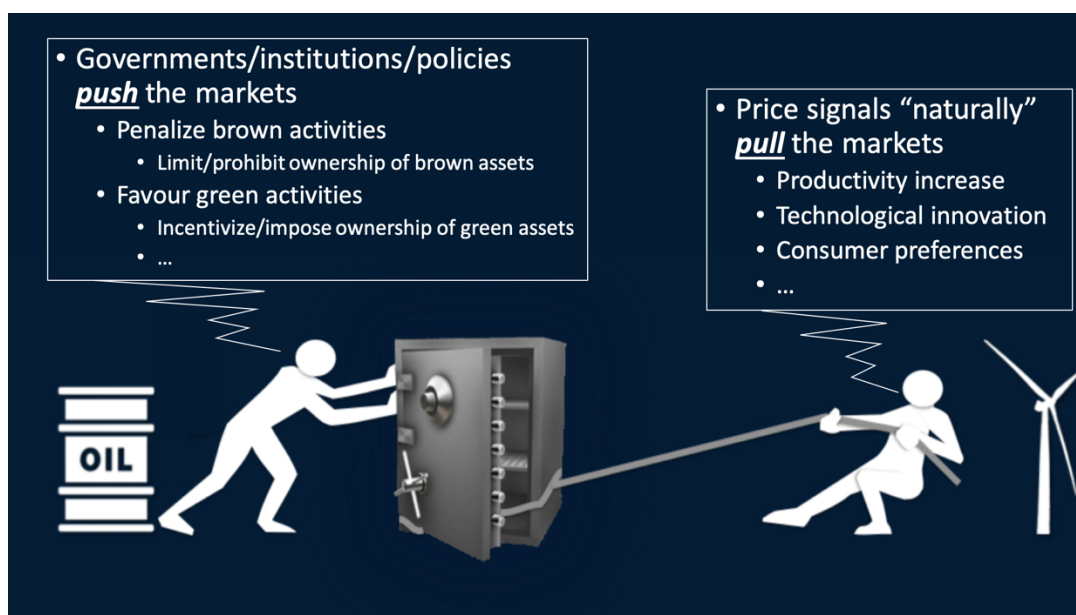 • Governments/institutions/policies
push the markets
• Penalize brown activities
• Limit/prohibit ownership of brown assets
• Favour green activities
• Incentivize/impose ownership of green assets
• ...
• Price signals “naturally”
pull the markets
• Productivity increase
• Technological innovation
• Consumer preferences
• ...
OIL